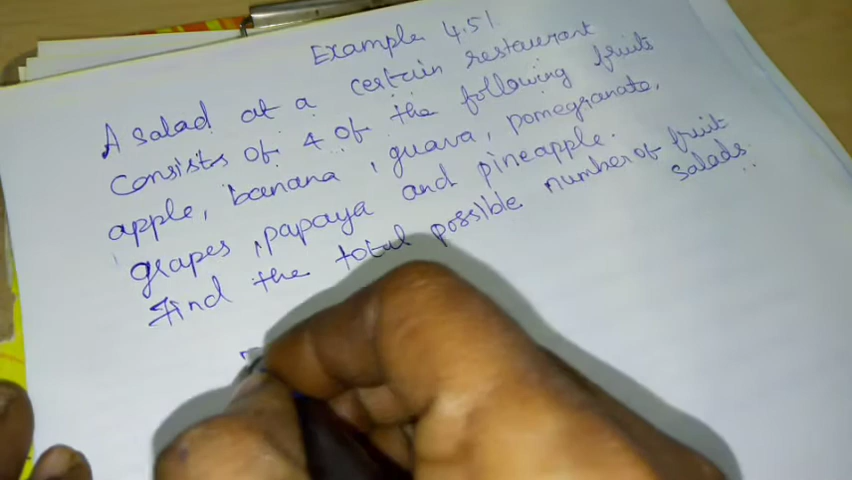 Example 4.51
A salad at a certain restaurant
consists of 4 of the following fruits
apple, banana, guava, pomegranate,
grapes, papaya and pineapple.
Find the total possible number of fruit
salads.